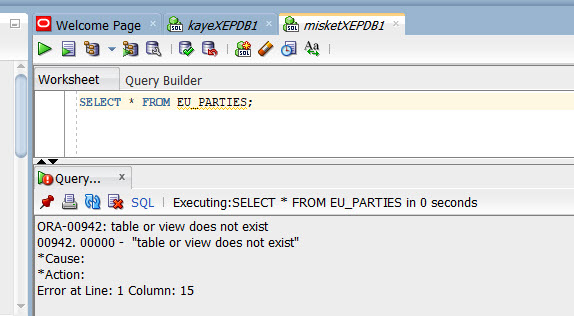 Welcome Page
kayeXEPDB1
misketXEPDB1
Worksheet
Query Builder
SELECT * FROM EU_PARTIES;
Query...
SQL
Executing:SELECT * FROM EU_PARTIES in 0 seconds
ORA-00942: table or view does not exist
00942. 00000 - "table or view does not exist"
*Cause:
*Action:
Error at Line: 1 Column: 15